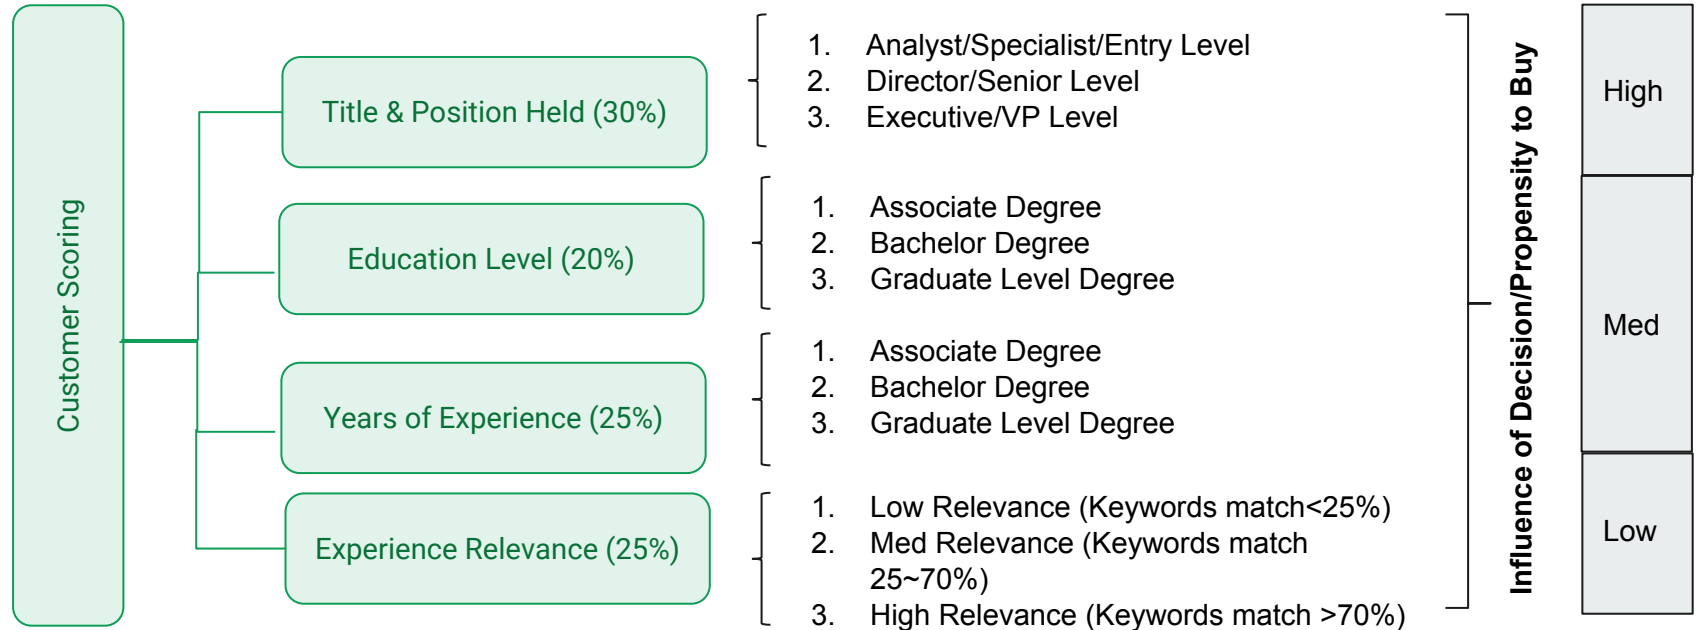 Customer Scoring
Title & Position Held (30%)
1. Analyst/Specialist/Entry Level
2. Director/Senior Level
3. Executive/VP Level
Education Level (20%)
1. Associate Degree
2. Bachelor Degree
3. Graduate Level Degree
Years of Experience (25%)
1. Associate Degree
2. Bachelor Degree
3. Graduate Level Degree
Experience Relevance (25%)
1. Low Relevance (Keywords match<25%)
2. Med Relevance (Keywords match
25~70%)
3. High Relevance (Keywords match >70%)
Influence of Decision/Propensity to Buy
High
Med
Low